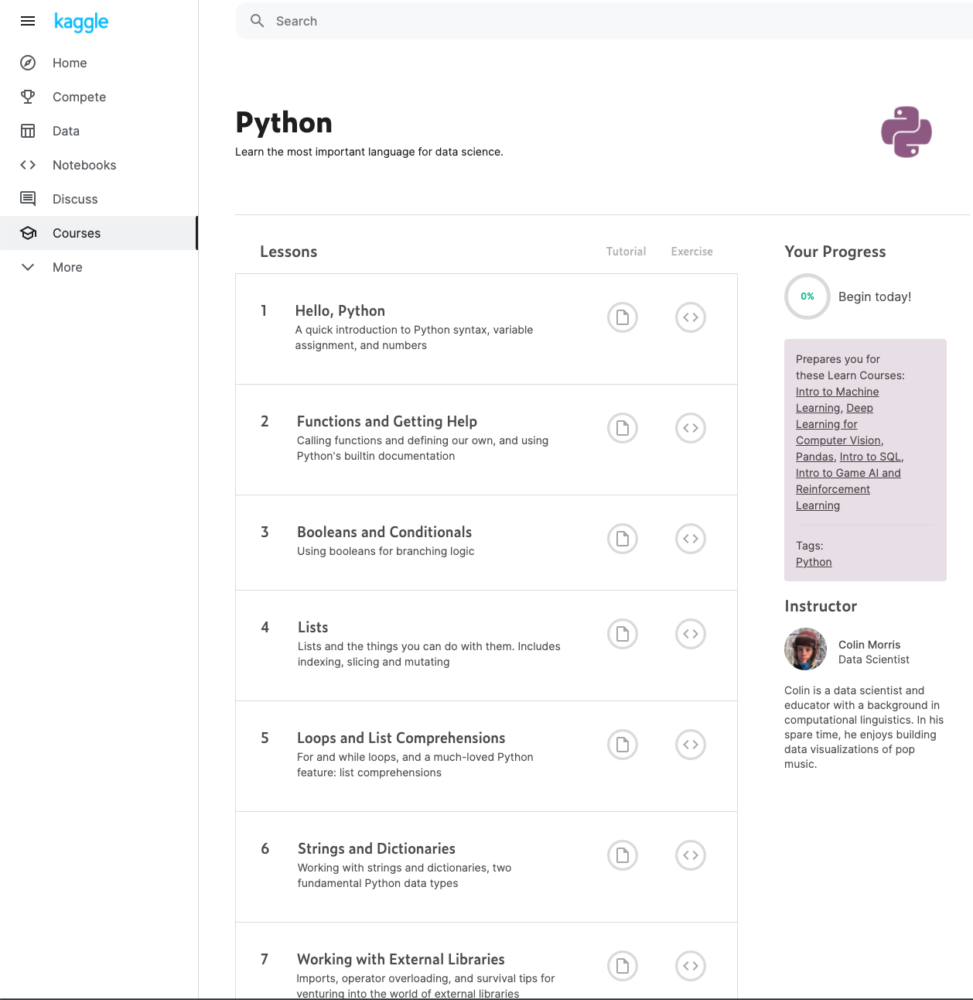 kaggle
Search
Home
Compete
Data
Notebooks
Discuss
Courses
More
Python
Learn the most important language for data science.
Lessons
Tutorial
Exercise
1
Hello, Python
A quick introduction to Python syntax, variable
assignment, and numbers
2
Functions and Getting Help
Calling functions and defining our own, and using
Python's builtin documentation
3
Booleans and Conditionals
Using booleans for branching logic
4
Lists
Lists and the things you can do with them. Includes
indexing, slicing and mutating
5
Loops and List Comprehensions
For and while loops, and a much-loved Python
feature: list comprehensions
6
Strings and Dictionaries
Working with strings and dictionaries, two
fundamental Python data types
7
Working with External Libraries
Imports, operator overloading, and survival tips for
venturing into the world of external libraries
Your Progress
0%
Begin today!
Prepares you for
these Learn Courses:
Intro to Machine
Learning, Deep
Learning for
Computer Vision,
Pandas, Intro to SQL,
Intro to Game AI and
Reinforcement
Learning
Tags:
Python
Instructor
Colin Morris
Data Scientist
Colin is a data scientist and
educator with a background in
computational linguistics. In his
spare time, he enjoys building
data visualizations of pop
music.